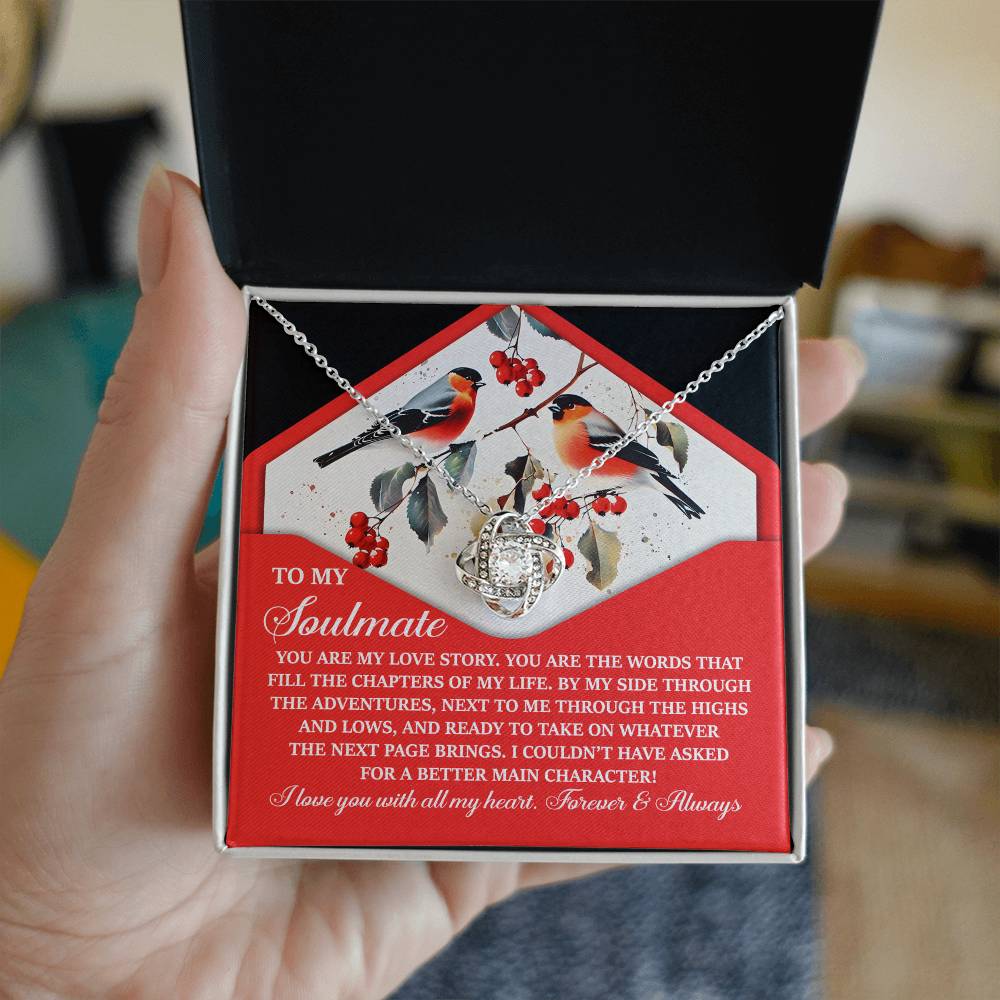 TO MY
Soulmate
YOU ARE MY LOVE STORY. YOU ARE THE WORDS THAT
FILL THE CHAPTERS OF MY LIFE. BY MY SIDE THROUGH
THE ADVENTURES, NEXT TO ME THROUGH THE HIGHS
AND LOWS, AND READY TO TAKE ON WHATEVER
THE NEXT PAGE BRINGS. I COULDN'T HAVE ASKED
FOR A BETTER MAIN CHARACTER!
I love you with all my heart. Forever & Always